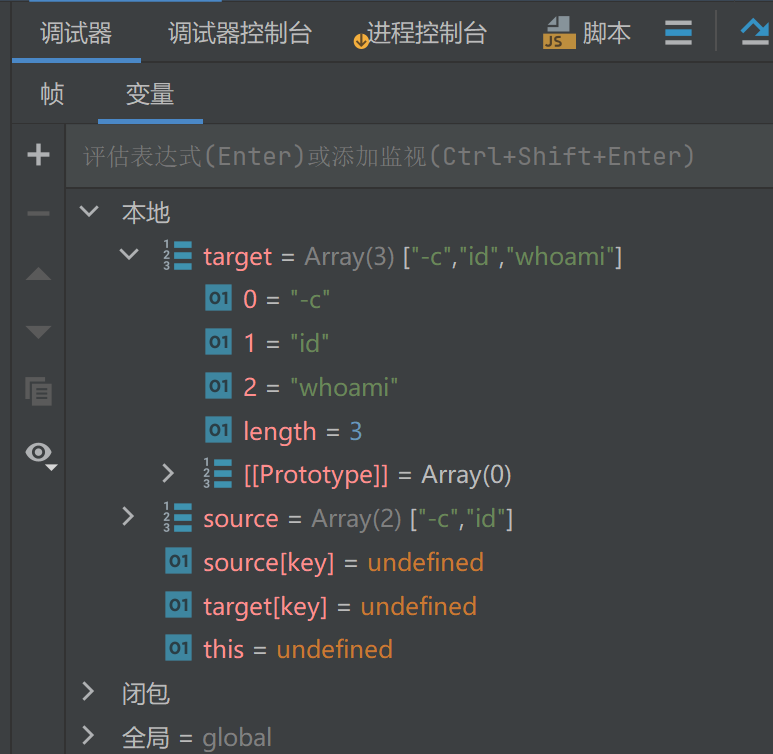 调试器 调试器控制台 进程控制台 JS 脚本
帧 变量
评估表达式(Enter)或添加监视(Ctrl+Shift+Enter)
本地
target = Array(3) ["-c","id","whoami"]
01 0 = "-c"
01 1 = "id"
01 2 = "whoami"
01 length = 3
[[Prototype]] = Array(0)
source = Array(2) ["-c","id"]
01 source[key] = undefined
01 target[key] = undefined
01 this = undefined
闭包
全局 = global